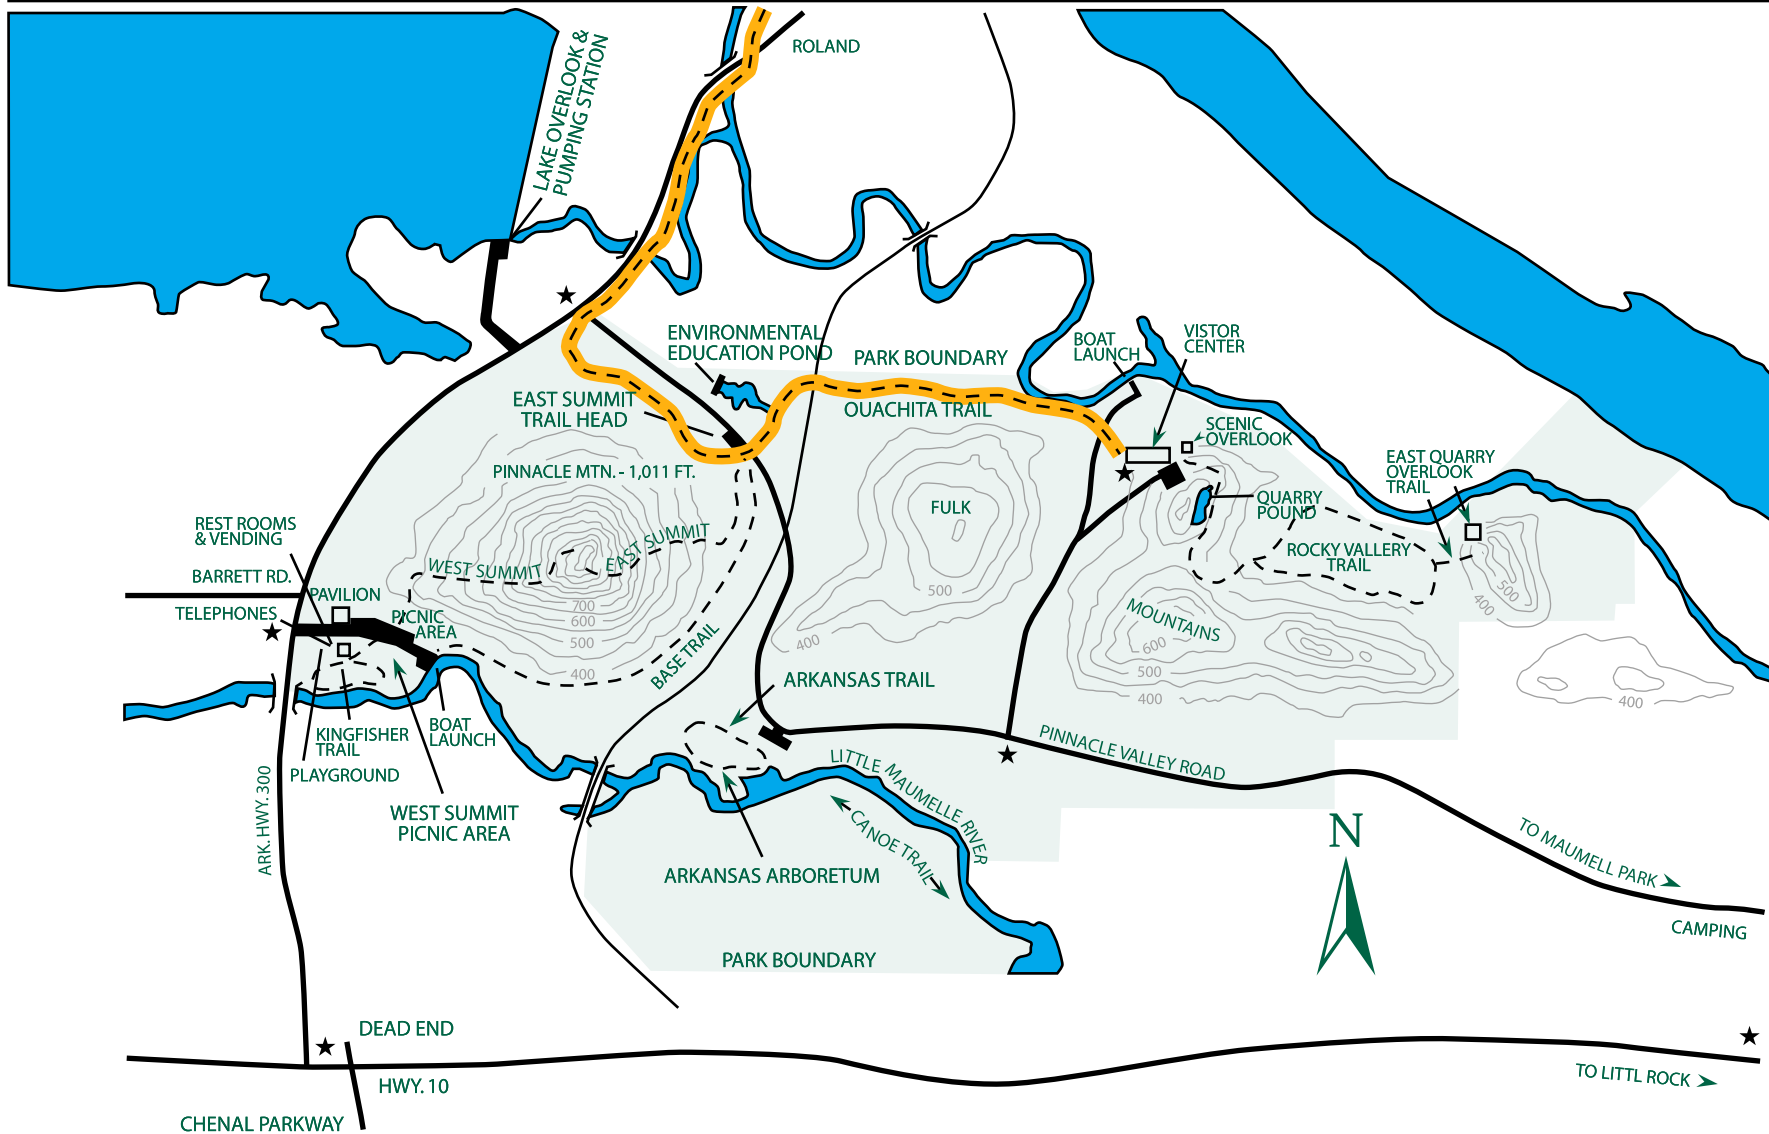 ROLAND
LAKE OVERLOOK &
PUMPING STATION
ENVIRONMENTAL
EDUCATION POND
PARK BOUNDARY
BOAT
LAUNCH
VISTOR
CENTER
EAST SUMMIT
TRAIL HEAD
OUACHITA TRAIL
SCENIC
OVERLOOK
EAST QUARRY
OVERLOOK
TRAIL
PINNACLE MTN. - 1,011 FT.
FULK
QUARRY
POUND
REST ROOMS
& VENDING
EAST SUMMIT
WEST SUMMIT
ROCKY VALLERY
TRAIL
BARRETT RD.
PAVILION
TELEPHONES
PICNIC
AREA
700
600
500
400
500
400
500
400
MOUNTAINS
600
500
400
400
BASE TRAIL
ARKANSAS TRAIL
KINGFISHER
TRAIL
BOAT
LAUNCH
PLAYGROUND
PINNACLE VALLEY ROAD
LITTLE MAUMELLE RIVER
CANOE TRAIL
WEST SUMMIT
PICNIC AREA
ARK. HWY. 300
ARKANSAS ARBORETUM
N
TO MAUMELL PARK
CAMPING
PARK BOUNDARY
DEAD END
HWY. 10
TO LITTL ROCK
CHENAL PARKWAY